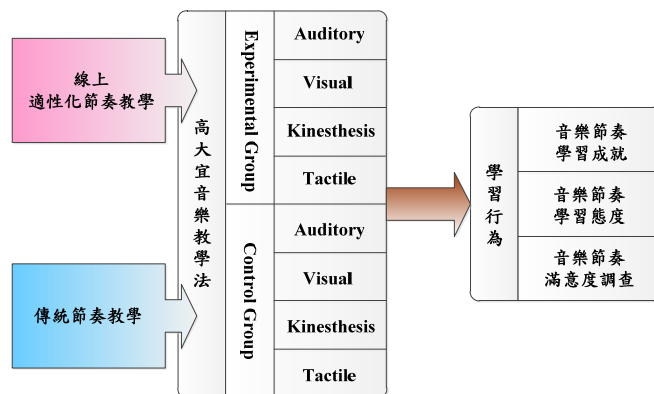 線上
適性化節奏教學
傳統節奏教學
高大宜音樂教學法
Experimental Group
Auditory
Visual
Kinesthesis
Tactile
Control Group
Auditory
Visual
Kinesthesis
Tactile
學習行為
音樂節奏
學習成就
音樂節奏
學習態度
音樂節奏
滿意度調查